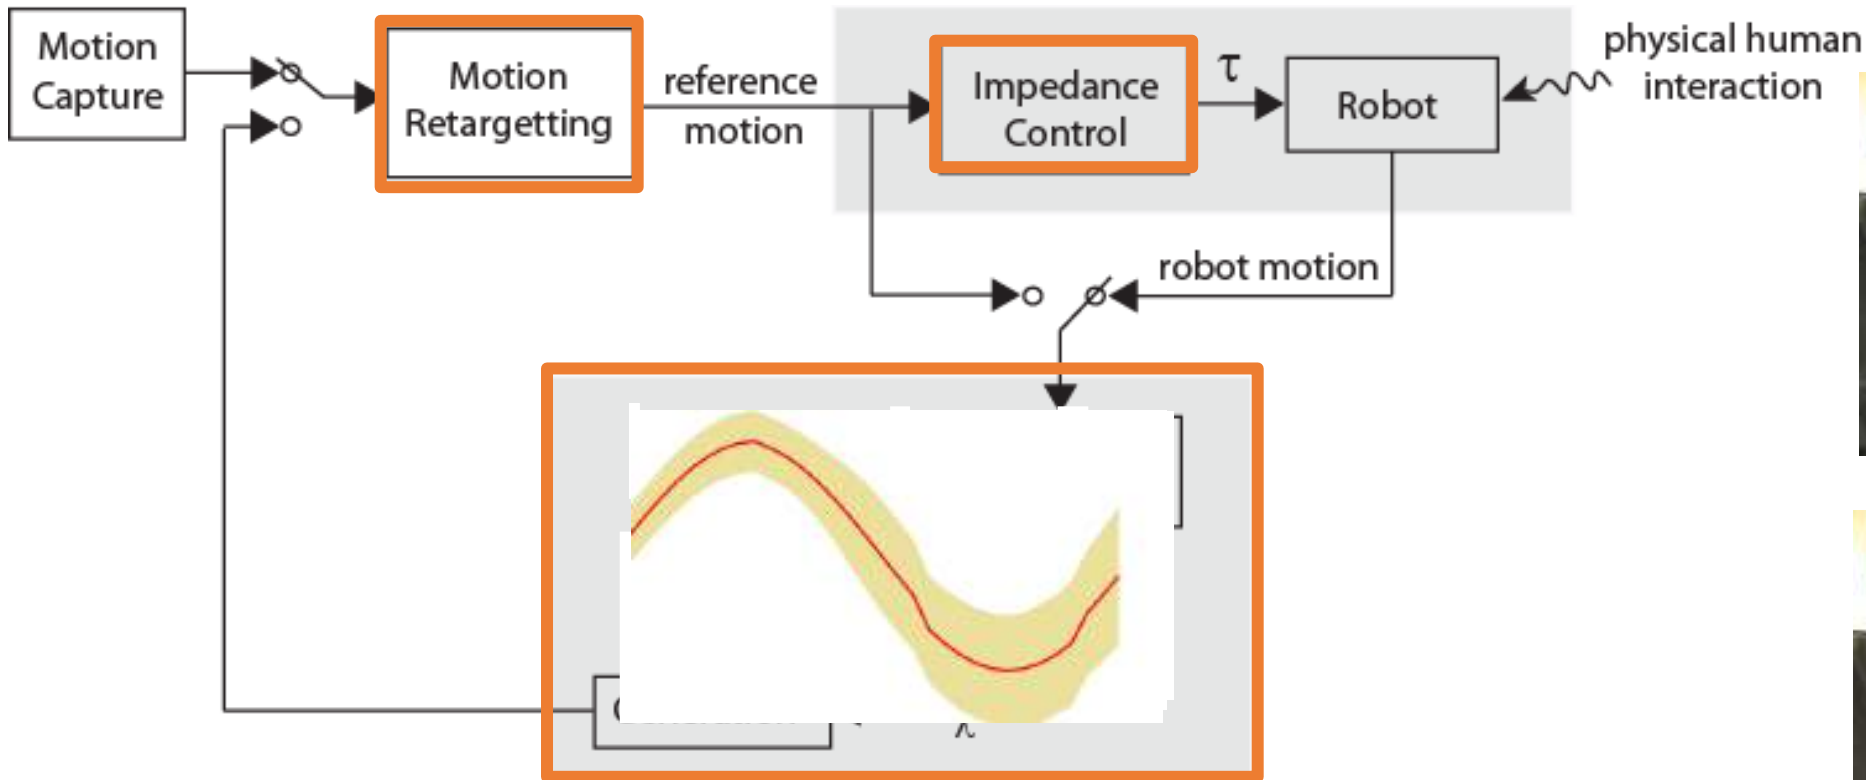 Motion
Capture
Motion
Retargetting
reference
motion
Impedance
Control
τ
Robot
physical human
interaction
robot motion